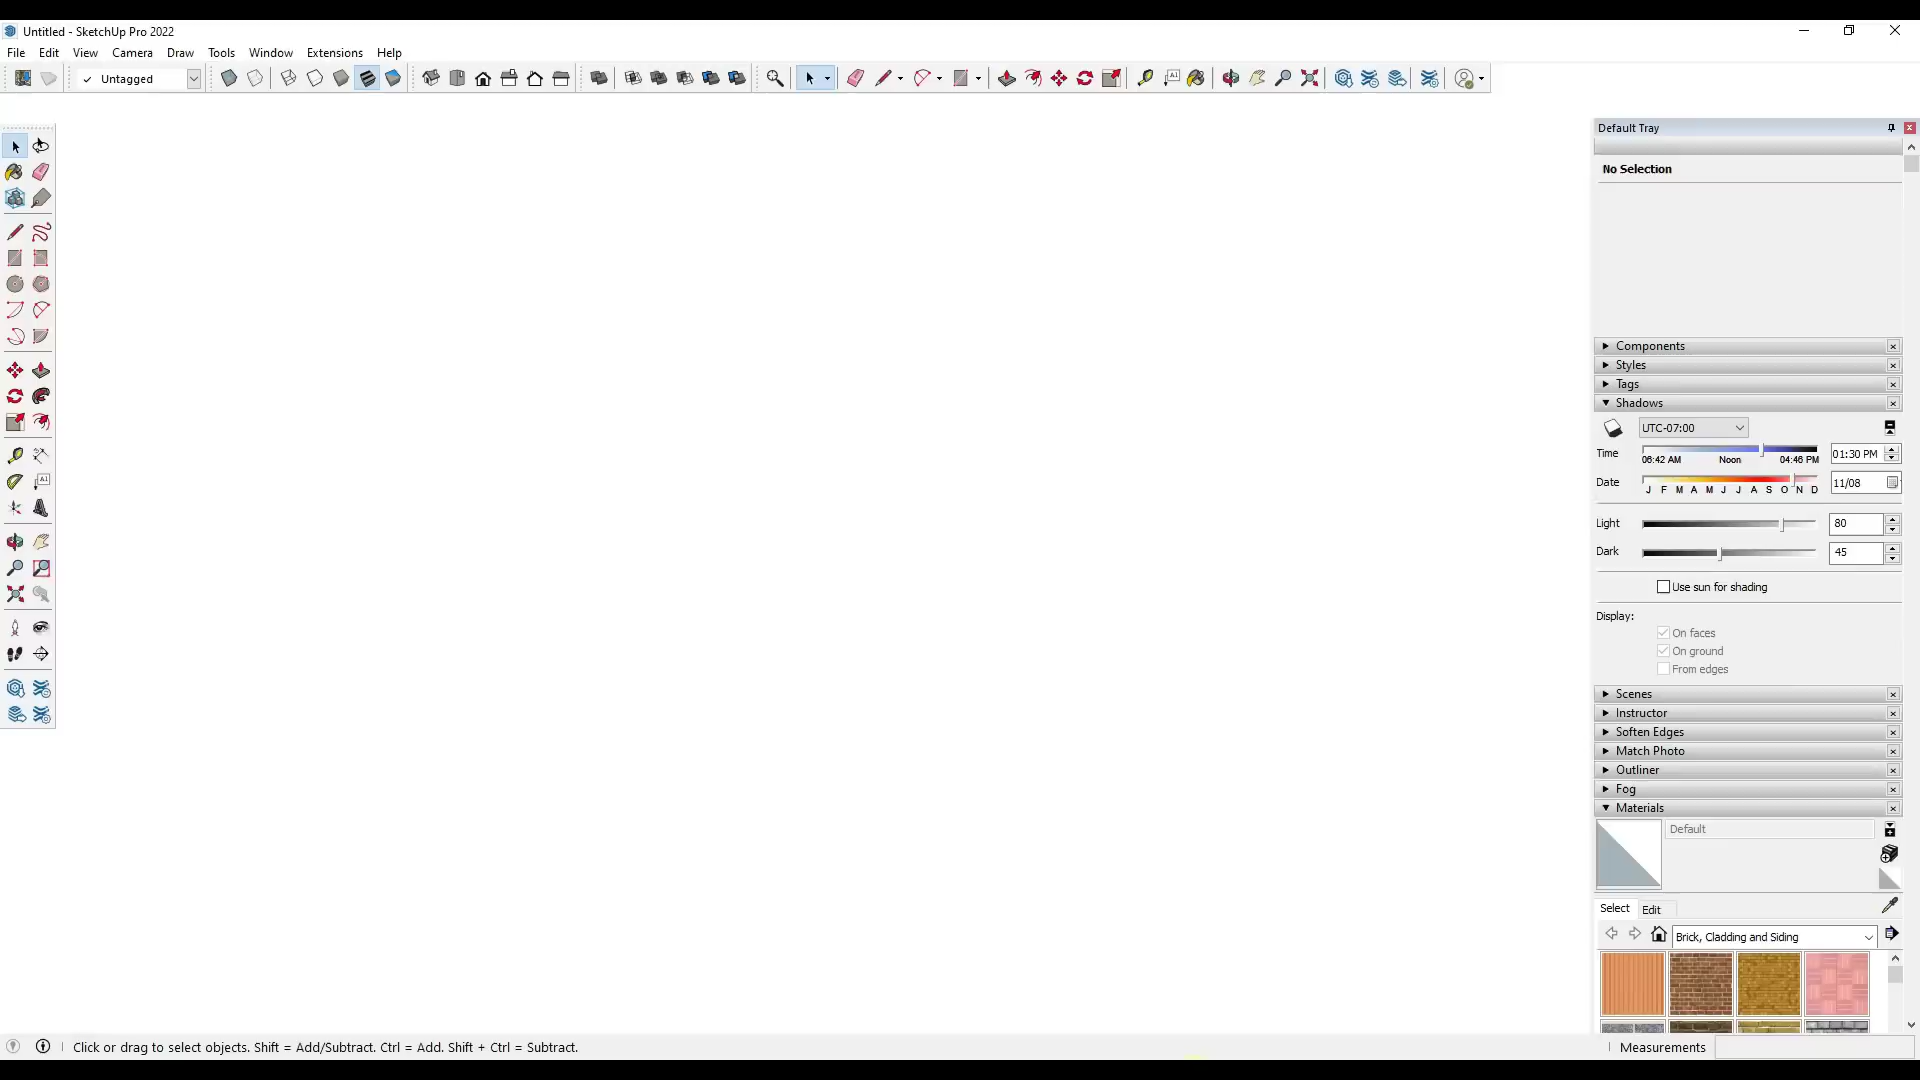 Untitled - SketchUp Pro 2022
File Edit View Camera Draw Tools Window Extensions Help
Untagged
A1
Default Tray
No Selection
Components
Styles
Tags
Shadows
UTC-07:00
Time
06:42 AM Noon 04:46 PM
01:30 PM
Date
J F M A M J J A S O N D
11/08
Light
80
Dark
45
Use sun for shading
Display:
On faces
On ground
From edges
Scenes
Instructor
Soften Edges
Match Photo
Outliner
Fog
Materials
Default
Select Edit
Brick, Cladding and Siding
A1
Click or drag to select objects. Shift = Add/Subtract. Ctrl = Add. Shift + Ctrl = Subtract.
Measurements